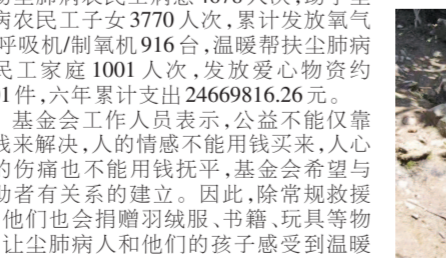 病农民工子女3770人次,累计发放氧气
呼吸机/制氧机916台,温暖帮扶尘肺病
民工家庭1001人次,发放爱心物资约
1件,六年累计支出24669816.26元。
基金会工作人员表示,公益不能仅靠
钱来解决,人的情感不能用钱买来,人心
的伤痛也不能用钱抚平,基金会希望与
助者有关系的建立。因此,除常规救援
他们也会捐赠羽绒服、书籍、玩具等物
让尘肺病人和他们的孩子感受到温暖